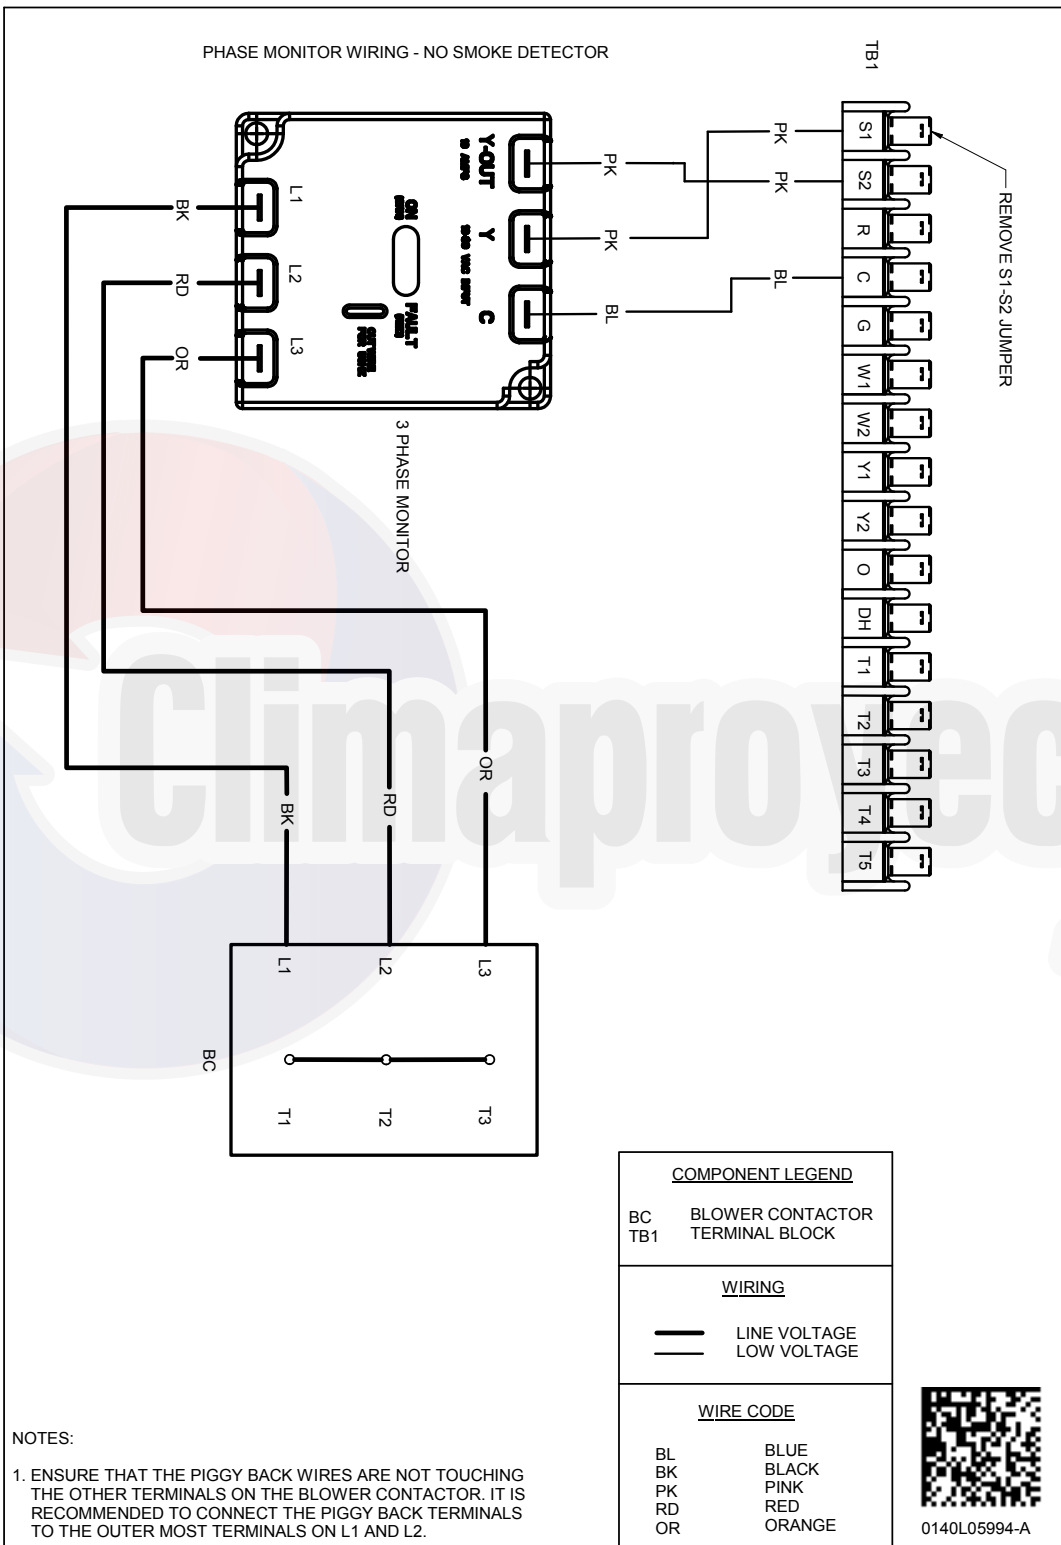 PHASE MONITOR WIRING - NO SMOKE DETECTOR
TB1
S1
S2
R
C
G
W1
W2
Y1
Y2
O
DH
T1
T2
T3
T4
T5
REMOVE S1-S2 JUMPER
PK
PK
BL
PK
PK
BL
Y-OUT
10 AMPS
Y
C
ON
FAULT
L1
L2
L3
BK
RD
OR
3 PHASE MONITOR
Climaproyec
OR
RD
BK
L1
L2
L3
BC
T1
T2
T3
COMPONENT LEGEND
BC BLOWER CONTACTOR
TB1 TERMINAL BLOCK
WIRING
LINE VOLTAGE
LOW VOLTAGE
WIRE CODE
BL BLUE
BK BLACK
PK PINK
RD RED
OR ORANGE
0140L05994-A
NOTES:
1. ENSURE THAT THE PIGGY BACK WIRES ARE NOT TOUCHING
THE OTHER TERMINALS ON THE BLOWER CONTACTOR. IT IS
RECOMMENDED TO CONNECT THE PIGGY BACK TERMINALS
TO THE OUTER MOST TERMINALS ON L1 AND L2.